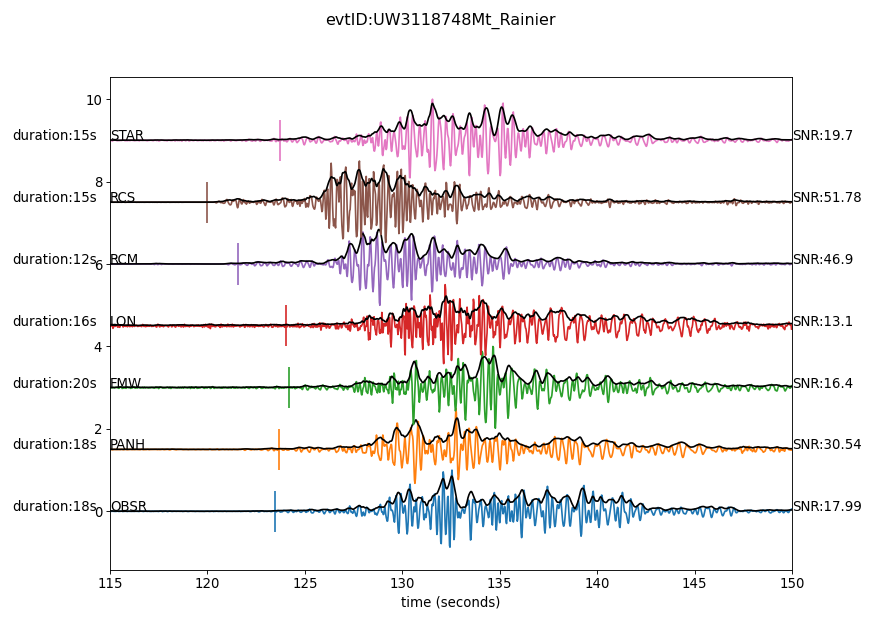 evtID:UW3118748Mt_Rainier
10
duration:15s STAR SNR:19.7
8
duration:15s RCS SNR:51.78
duration:12s RCM SNR:46.9
6
duration:16s LON SNR:13.1
4
duration:20s FMW SNR:16.4
2
duration:18s PANH SNR:30.54
duration:18s OBSR SNR:17.99
0
115 120 125 130 135 140 145 150
time (seconds)